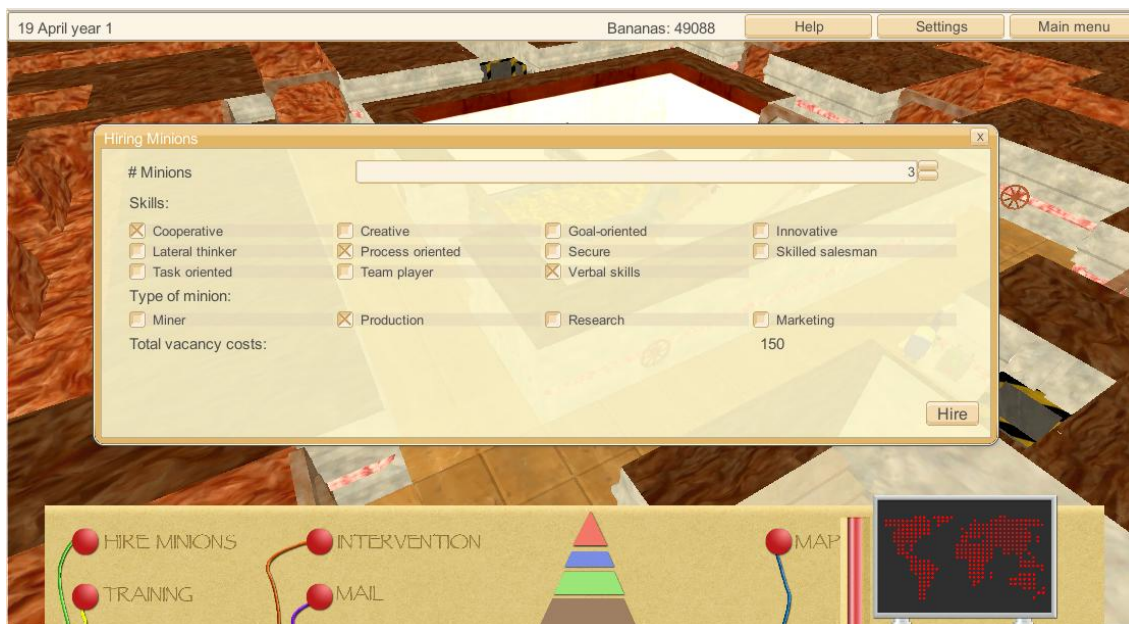 19 April year 1 Bananas: 49088 Help Settings Main menu
Hiring Minions X
# Minions 3
Skills:
Cooperative Creative Goal-oriented Innovative
Lateral thinker Process oriented Secure Skilled salesman
Task oriented Team player Verbal skills
Type of minion:
Miner Production Research Marketing
Total vacancy costs: 150
Hire
HIRE MINIONS INTERVENTION MAP
TRAINING MAIL